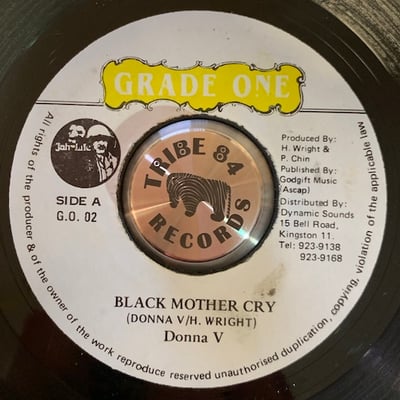 GRADE ONE
Jah-Life
SIDE A
G.O. 02
TRIBE 84
RECORDS
Produced By:
H. Wright &
P. Chin
Published By:
Godgift Music
(Ascap)
Distributed By:
Dynamic Sounds
15 Bell Road,
Kingston 11.
Tel: 923-9138
923-9168
BLACK MOTHER CRY
(DONNA V/H. WRIGHT)
Donna V
All rights of the producer & of the owner of the work reproduce reserved unauthorised duplication, copying, violation of the applicable law